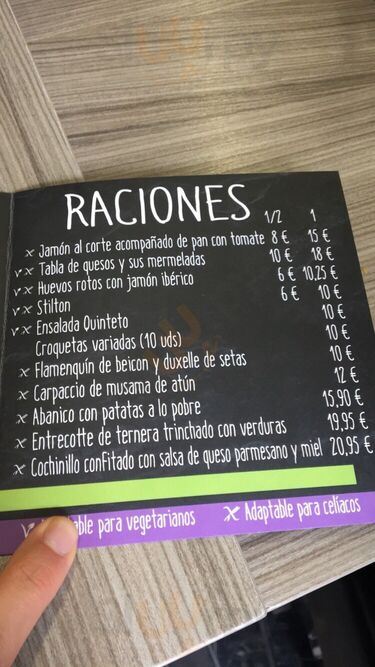 RACIONES
1/2 1
x Jamón al corte acompañado de pan con tomate 8 € 15 €
v x Tabla de quesos y sus mermeladas 10 € 18 €
v x Huevos rotos con jamón ibérico 6 € 10,25 €
v x Stilton 6 € 10 €
v x Ensalada Quinteto 10 €
Croquetas variadas (10 uds) 10 €
x Flamenquín de beicon y duxelle de setas 10 €
x Carpaccio de musama de atún 12 €
x Abanico con patatas a lo pobre 15,90 €
x Entrecotte de ternera trinchado con verduras 19,95 €
x Cochinillo confitado con salsa de queso parmesano y miel 20,95 €
para vegetarianos x Adaptable para celíacos